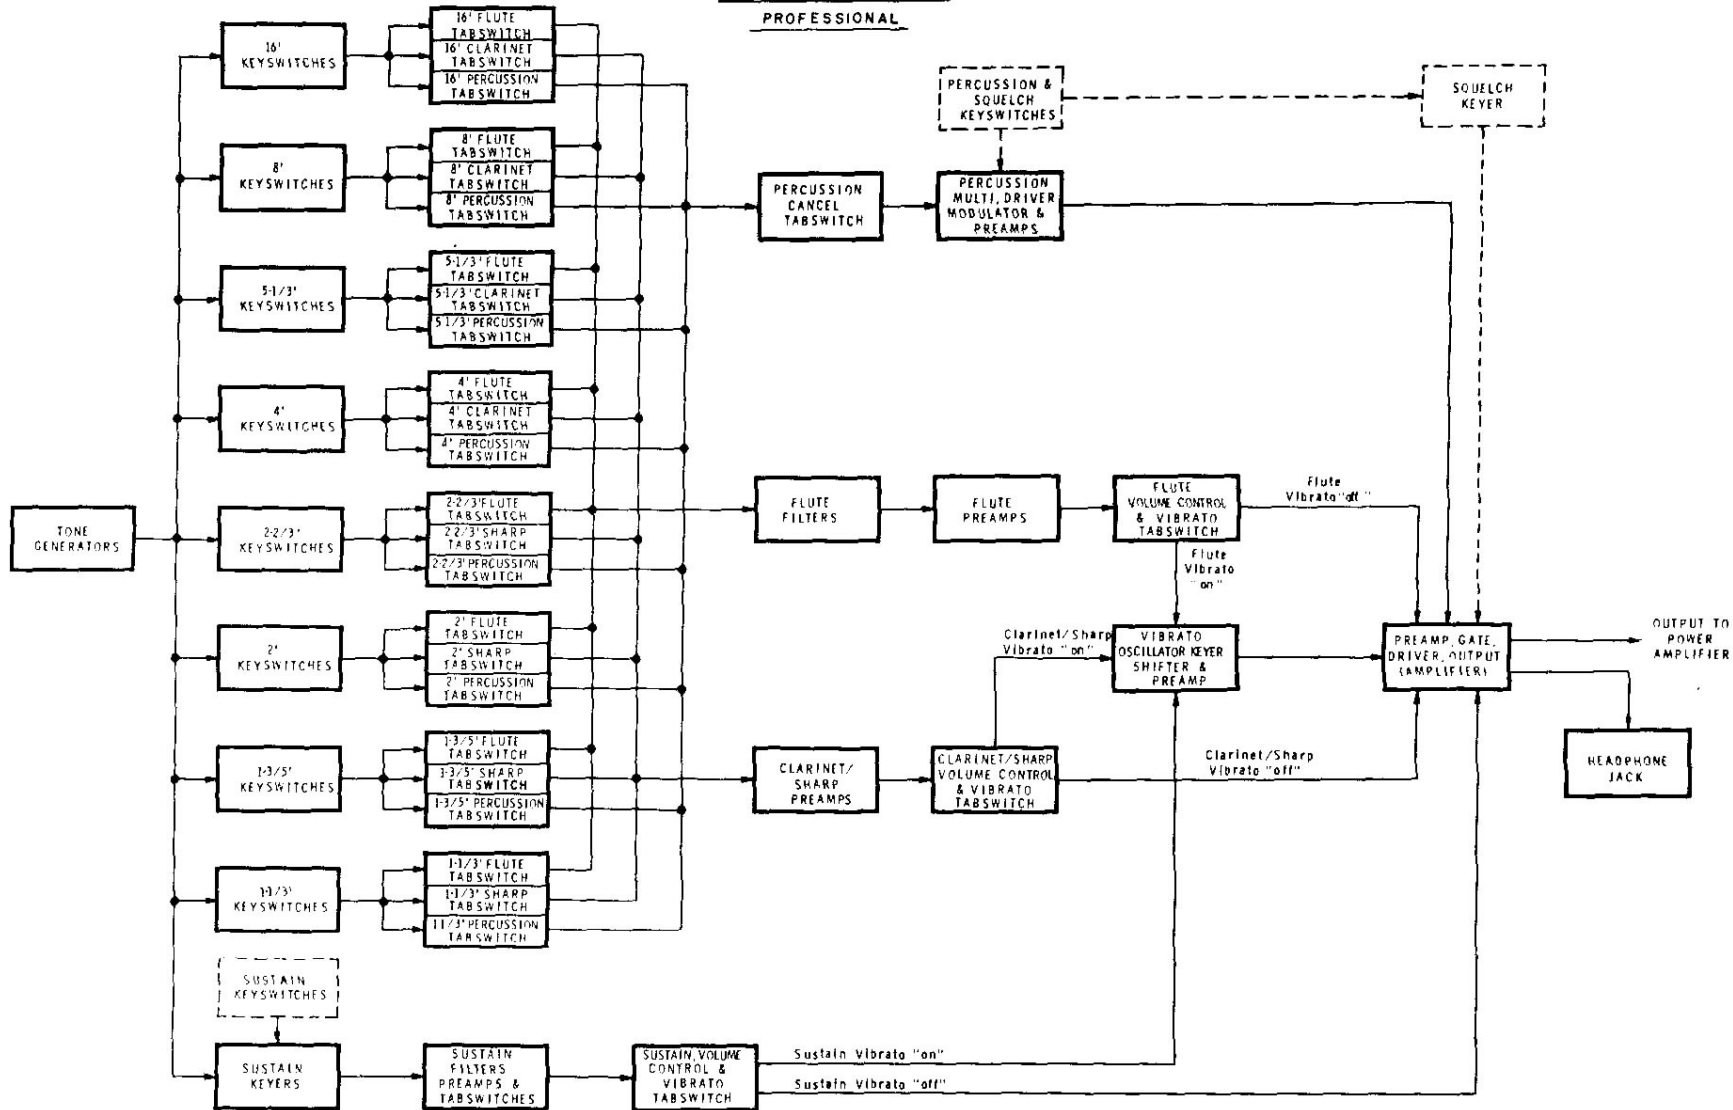 PROFESSIONAL
16'
KEYSWITCHES
16' FLUTE
TABSWITCH
16' CLARINET
TABSWITCH
16' PERCUSSION
TABSWITCH
8'
KEYSWITCHES
8' FLUTE
TABSWITCH
8' CLARINET
TABSWITCH
8' PERCUSSION
TABSWITCH
5-1/3'
KEYSWITCHES
5-1/3' FLUTE
TABSWITCH
5-1/3' CLARINET
TABSWITCH
5-1/3' PERCUSSION
TABSWITCH
4'
KEYSWITCHES
4' FLUTE
TABSWITCH
4' CLARINET
TABSWITCH
4' PERCUSSION
TABSWITCH
TONE
GENERATORS
2-2/3'
KEYSWITCHES
2-2/3' FLUTE
TABSWITCH
2-2/3' SHARP
TABSWITCH
2-2/3' PERCUSSION
TABSWITCH
2'
KEYSWITCHES
2' FLUTE
TABSWITCH
2' SHARP
TABSWITCH
2' PERCUSSION
TABSWITCH
1-3/5'
KEYSWITCHES
1-3/5' FLUTE
TABSWITCH
1-3/5' SHARP
TABSWITCH
1-3/5' PERCUSSION
TABSWITCH
1-1/3'
KEYSWITCHES
1-1/3' FLUTE
TABSWITCH
1-1/3' SHARP
TABSWITCH
1-1/3' PERCUSSION
TABSWITCH
SUSTAIN
KEYSWITCHES
SUSTAIN
KEYERS
SUSTAIN
FILTERS
PREAMPS &
TABSWITCHES
SUSTAIN, VOLUME
CONTROL &
VIBRATO
TABSWITCH
Sustain Vibrato "on"
Sustain Vibrato "off"
PERCUSSION &
SQUELCH
KEYSWITCHES
SQUELCH
KEYER
PERCUSSION
CANCEL
TABSWITCH
PERCUSSION
MULTI, DRIVER
MODULATOR &
PREAMPS
FLUTE
FILTERS
FLUTE
PREAMPS
FLUTE
VOLUME CONTROL
& VIBRATO
TABSWITCH
Flute
Vibrato "off"
Flute
Vibrato
"on"
Clarinet/Sharp
Vibrato "on"
VIBRATO
OSCILLATOR KEYER
SHIFTER &
PREAMP
PREAMP, GATE,
DRIVER, OUTPUT
(AMPLIFIER)
OUTPUT TO
POWER
AMPLIFIER
CLARINET/
SHARP
PREAMPS
CLARINET/SHARP
VOLUME CONTROL
& VIBRATO
TABSWITCH
Clarinet/Sharp
Vibrato "off"
HEADPHONE
JACK